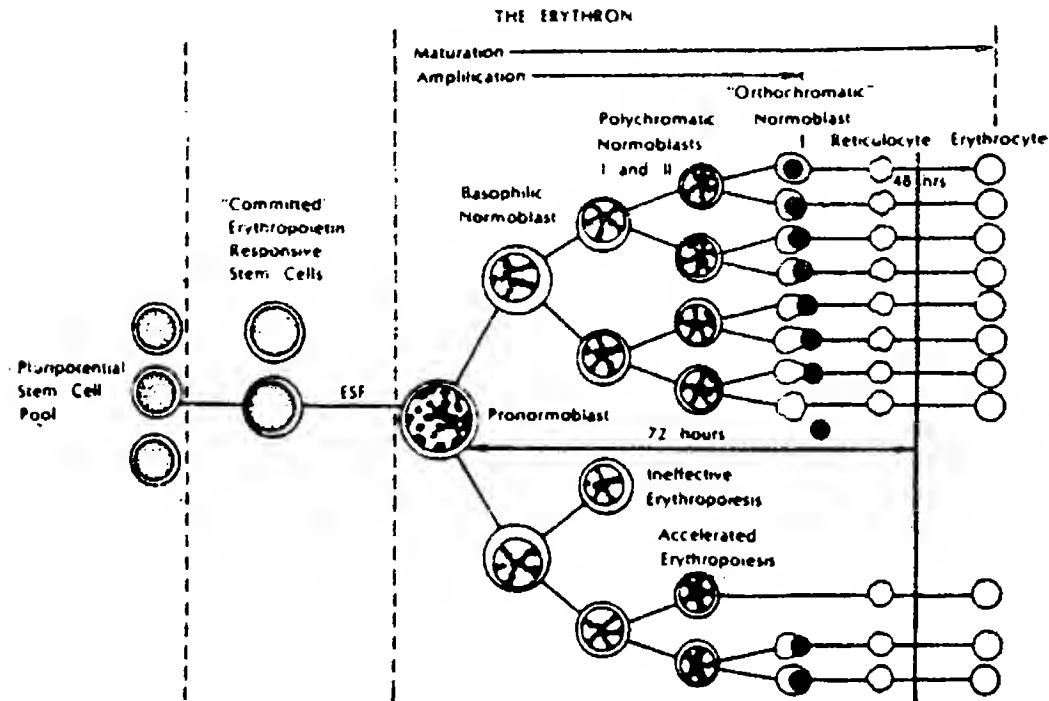 THE ERYTHRON
Maturation
Amplification
"Orthochromatic"
Normoblast
Polychromatic
Normoblasts
I and II
I
Reticulocyte
Erythrocyte
48 hrs
Basophilic
Normoblast
"Committed"
Erythropoietin
Responsive
Stem Cells
Pluripotential
Stem Cell
Pool
ESF
Pronormoblast
72 hours
Ineffective
Erythropoiesis
Accelerated
Erythropoiesis